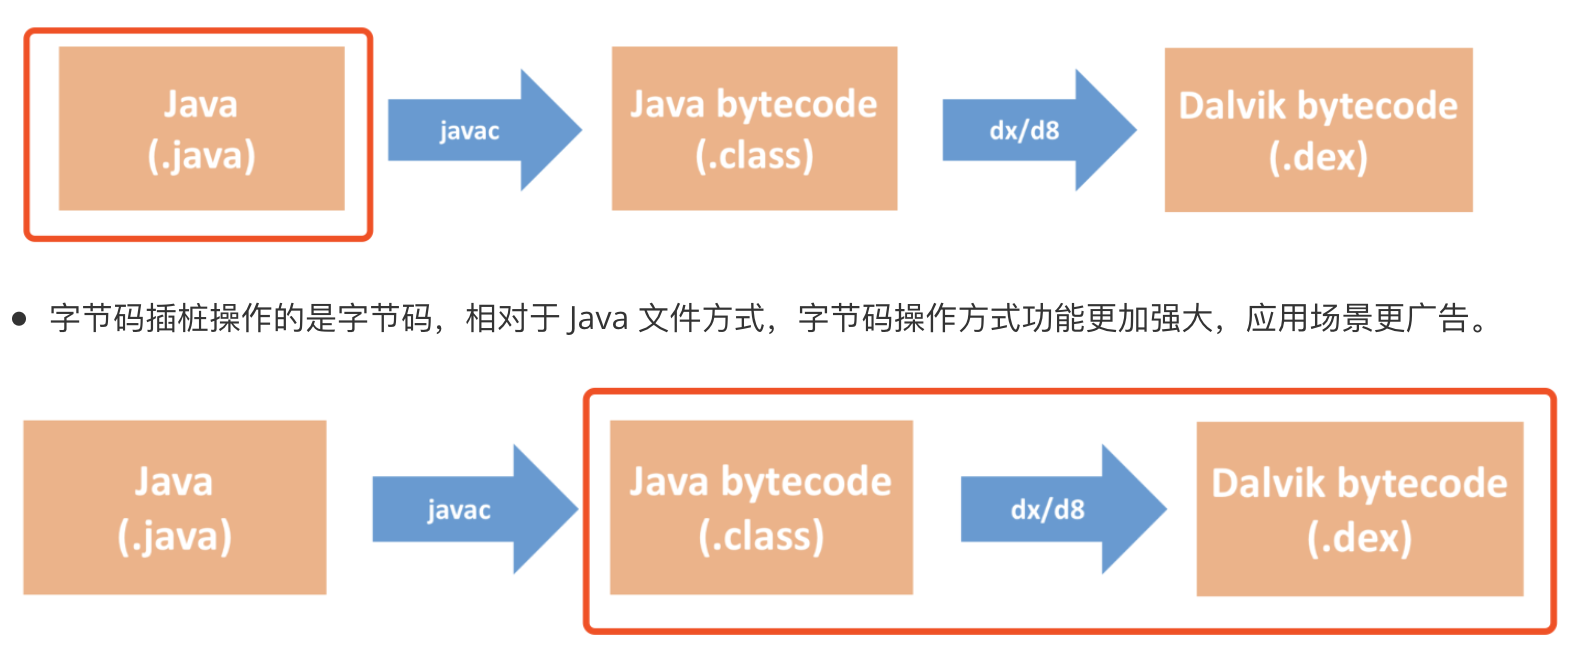 Java
(.java)
javac
Java bytecode
(.class)
dx/d8
Dalvik bytecode
(.dex)
● 字节码插桩操作的是字节码，相对于 Java 文件方式，字节码操作方式功能更加强大，应用场景更广告。
Java
(.java)
javac
Java bytecode
(.class)
dx/d8
Dalvik bytecode
(.dex)